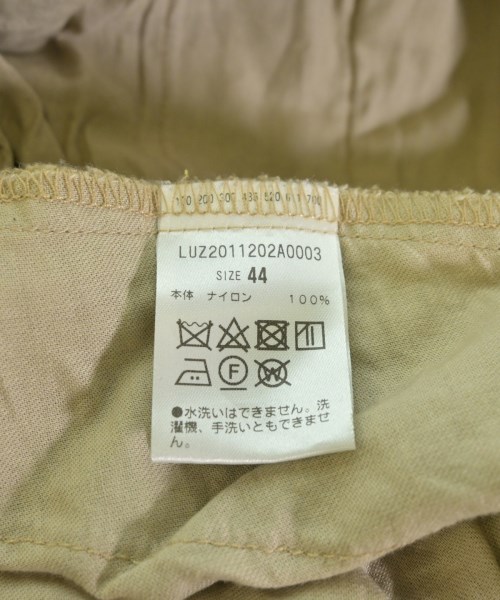 LUZ2011202A0003
SIZE 44
本体 ナイロン 100%
F
W
●水洗いはできません。洗
濯機、手洗いともできませ
ん。